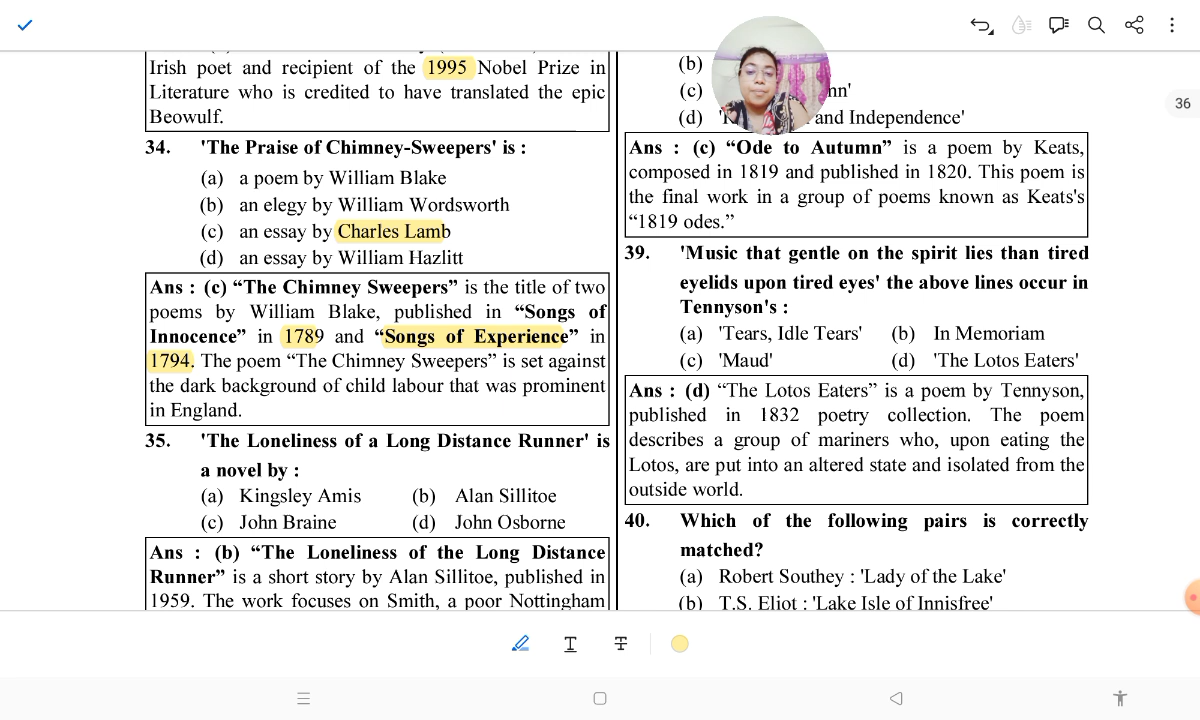 Irish poet and recipient of the 1995 Nobel Prize in
Literature who is credited to have translated the epic
Beowulf.
34. 'The Praise of Chimney-Sweepers' is :
(a) a poem by William Blake
(b) an elegy by William Wordsworth
(c) an essay by Charles Lamb
(d) an essay by William Hazlitt
Ans : (c) “The Chimney Sweepers” is the title of two
poems by William Blake, published in “Songs of
Innocence” in 1789 and “Songs of Experience” in
1794. The poem “The Chimney Sweepers” is set against
the dark background of child labour that was prominent
in England.
35. 'The Loneliness of a Long Distance Runner' is
a novel by :
(a) Kingsley Amis (b) Alan Sillitoe
(c) John Braine (d) John Osborne
Ans : (b) “The Loneliness of the Long Distance
Runner” is a short story by Alan Sillitoe, published in
1959. The work focuses on Smith, a poor Nottingham
(b)
(c)
(d) and Independence'
Ans : (c) “Ode to Autumn” is a poem by Keats,
composed in 1819 and published in 1820. This poem is
the final work in a group of poems known as Keats's
“1819 odes.”
39. 'Music that gentle on the spirit lies than tired
eyelids upon tired eyes' the above lines occur in
Tennyson's :
(a) 'Tears, Idle Tears' (b) In Memoriam
(c) 'Maud' (d) 'The Lotos Eaters'
Ans : (d) “The Lotos Eaters” is a poem by Tennyson,
published in 1832 poetry collection. The poem
describes a group of mariners who, upon eating the
Lotos, are put into an altered state and isolated from the
outside world.
40. Which of the following pairs is correctly
matched?
(a) Robert Southey : 'Lady of the Lake'
(b) T.S. Eliot : 'Lake Isle of Innisfree'
36